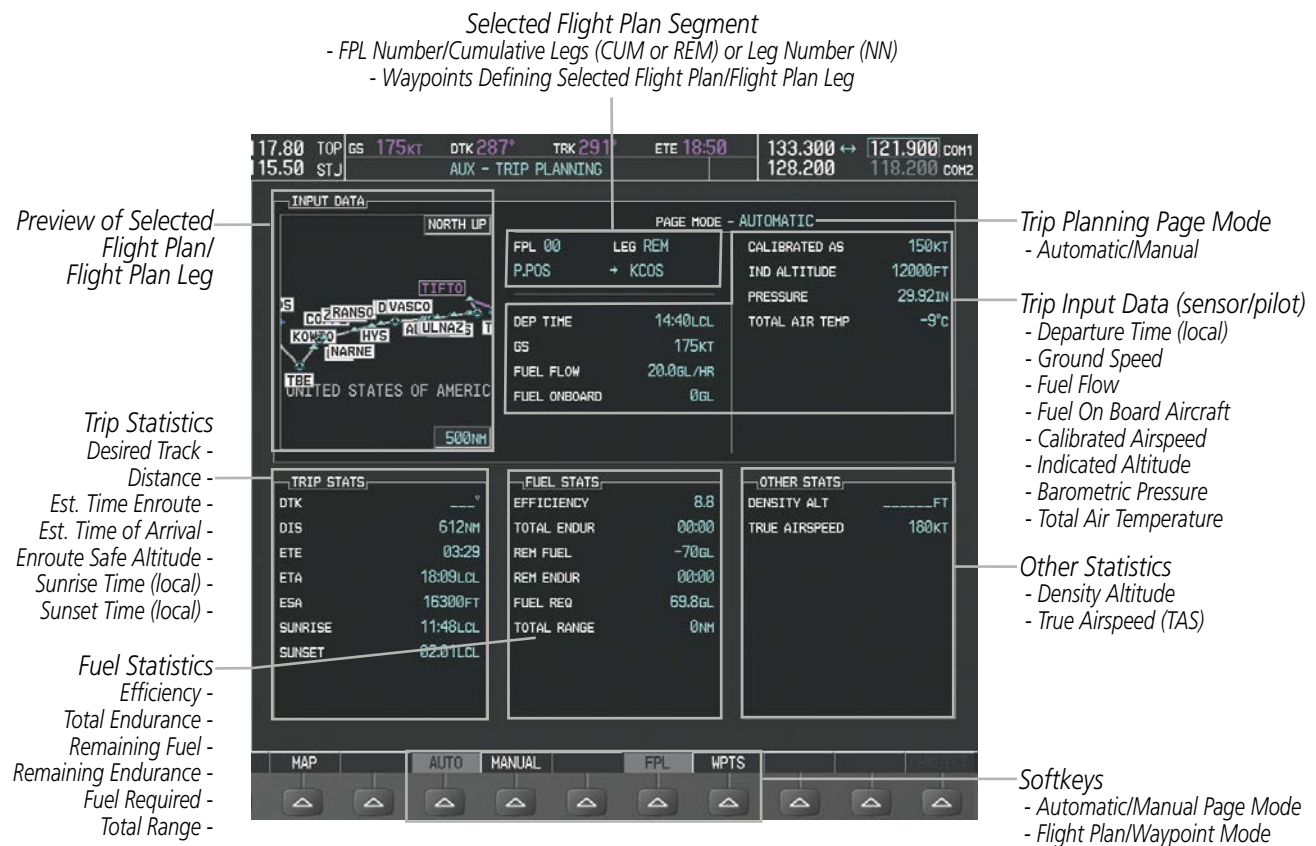 Selected Flight Plan Segment
- FPL Number/Cumulative Legs (CUM or REM) or Leg Number (NN)
- Waypoints Defining Selected Flight Plan/Flight Plan Leg
17.80 TOP GS 175KT DTK 287° TRK 291° ETE 18:50 133.300 ↔ 121.900 COM1
115.50 STJ AUX - TRIP PLANNING 128.200 118.200 COM2
Preview of Selected
Flight Plan/
Flight Plan Leg
INPUT DATA
NORTH UP
TIFTO
RANSO
VASCO
HYS
ULNAZ
NARNE
TBE
UNITED STATES OF AMERIC
500NM
PAGE MODE - AUTOMATIC
FPL 00 LEG REM
P.POS → KCOS
DEP TIME 14:40LCL
GS 175KT
FUEL FLOW 20.0GL/HR
FUEL ONBOARD 0GL
CALIBRATED AS 150KT
IND ALTITUDE 12000FT
PRESSURE 29.92IN
TOTAL AIR TEMP -9°C
Trip Planning Page Mode
- Automatic/Manual
Trip Input Data (sensor/pilot)
- Departure Time (local)
- Ground Speed
- Fuel Flow
- Fuel On Board Aircraft
- Calibrated Airspeed
- Indicated Altitude
- Barometric Pressure
- Total Air Temperature
Trip Statistics
Desired Track -
Distance -
Est. Time Enroute -
Est. Time of Arrival -
Enroute Safe Altitude -
Sunrise Time (local) -
Sunset Time (local) -
TRIP STATS
DTK ___°
DIS 612NM
ETE 03:29
ETA 18:09LCL
ESA 16300FT
SUNRISE 11:48LCL
SUNSET 02:01LCL
FUEL STATS
EFFICIENCY 8.8
TOTAL ENDUR 00:00
REM FUEL -70GL
REM ENDUR 00:00
FUEL REQ 69.8GL
TOTAL RANGE 0NM
OTHER STATS
DENSITY ALT ______FT
TRUE AIRSPEED 180KT
Other Statistics
- Density Altitude
- True Airspeed (TAS)
Fuel Statistics
Efficiency -
Total Endurance -
Remaining Fuel -
Remaining Endurance -
Fuel Required -
Total Range -
MAP AUTO MANUAL FPL WPTS
Softkeys
- Automatic/Manual Page Mode
- Flight Plan/Waypoint Mode